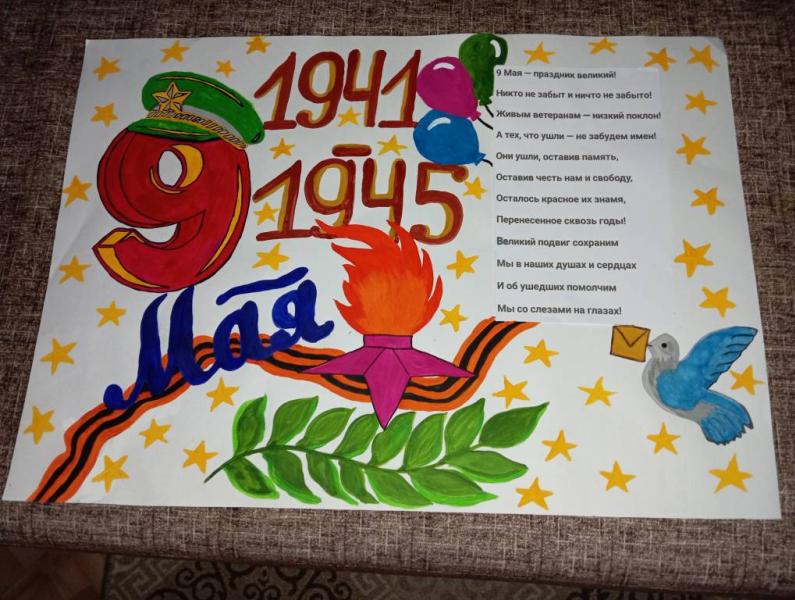 1941
-
1945
9
Мая
9 Мая — праздник великий!
Никто не забыт и ничто не забыто!
Живым ветеранам — низкий поклон!
А тех, что ушли — не забудем имен!
Они ушли, оставив память,
Оставив честь нам и свободу,
Осталось красное их знамя,
Перенесенное сквозь годы!
Великий подвиг сохраним
Мы в наших душах и сердцах
И об ушедших помолчим
Мы со слезами на глазах!